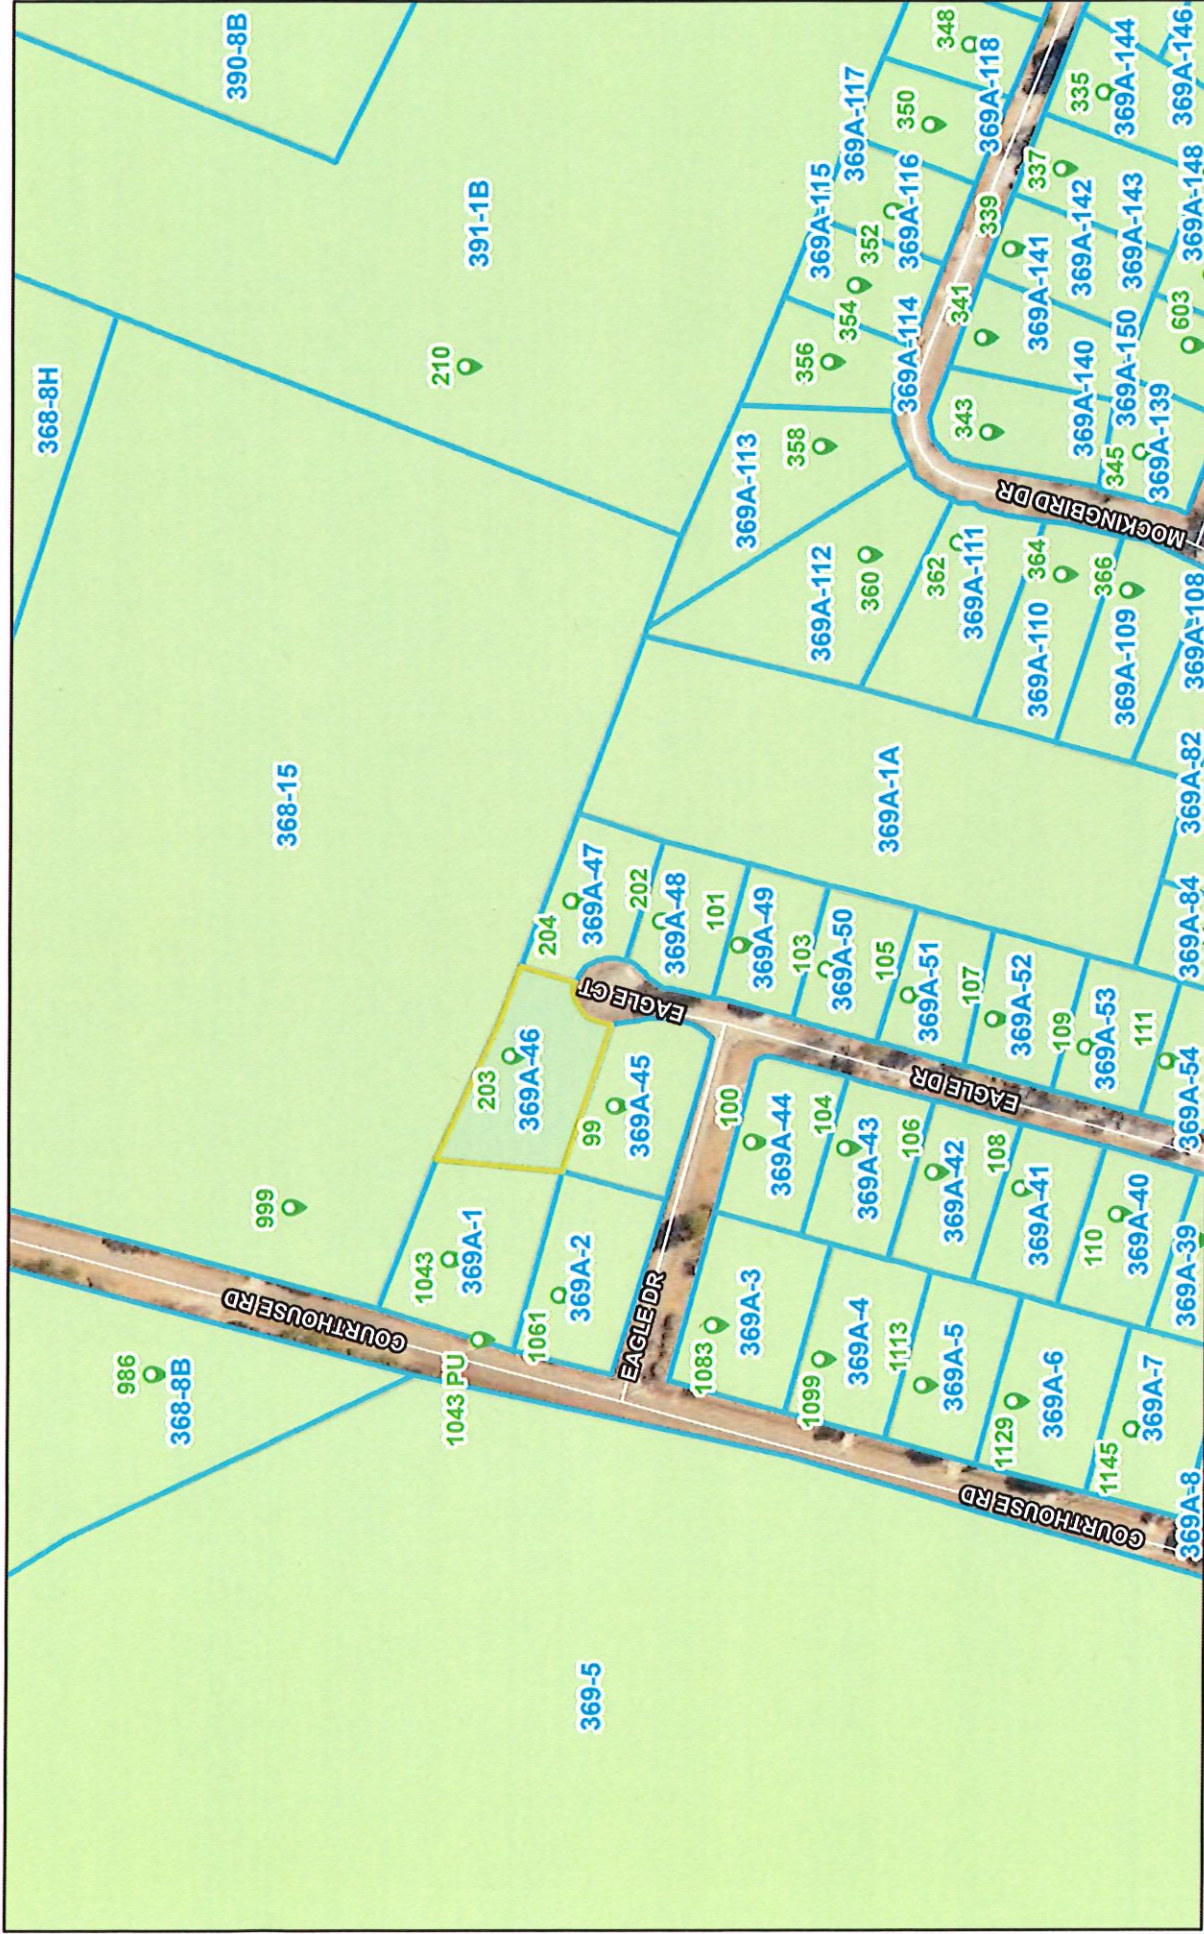 368-8H
999
986
368-8B
390-8B
COURTHOUSE RD
368-15
1043
210
1043 PU
369A-1
391-1B
203
369A-46
1061
204
369A-2
99
369-5
369A-47
EAGLE CT
202
369A-45
EAGLE DR
369A-48
1083
101
100
369A-113
369A-3
369A-49
369A-44
358
103
1099
356
369A-115
369A-112
104
369A-50
354
369A-117
369A-4
360
369A-43
352
105
369A-1A
1113
350
106
369A-114
369A-116
369A-51
362
348
369A-5
369A-42
341
343
107
369A-111
339
369A-118
108
COURTHOUSE RD
EAGLE DR
1129
369A-52
337
364
369A-141
369A-110
369A-41
109
369A-6
335
369A-142
369A-140
110
366
369A-53
1145
345
369A-144
369A-143
369A-150
369A-109
369A-40
111
MOCKINGBIRD DR
369A-7
369A-139
603
369A-146
369A-148
369A-108
369A-82
369A-84
369A-54
369A-39
369A-8